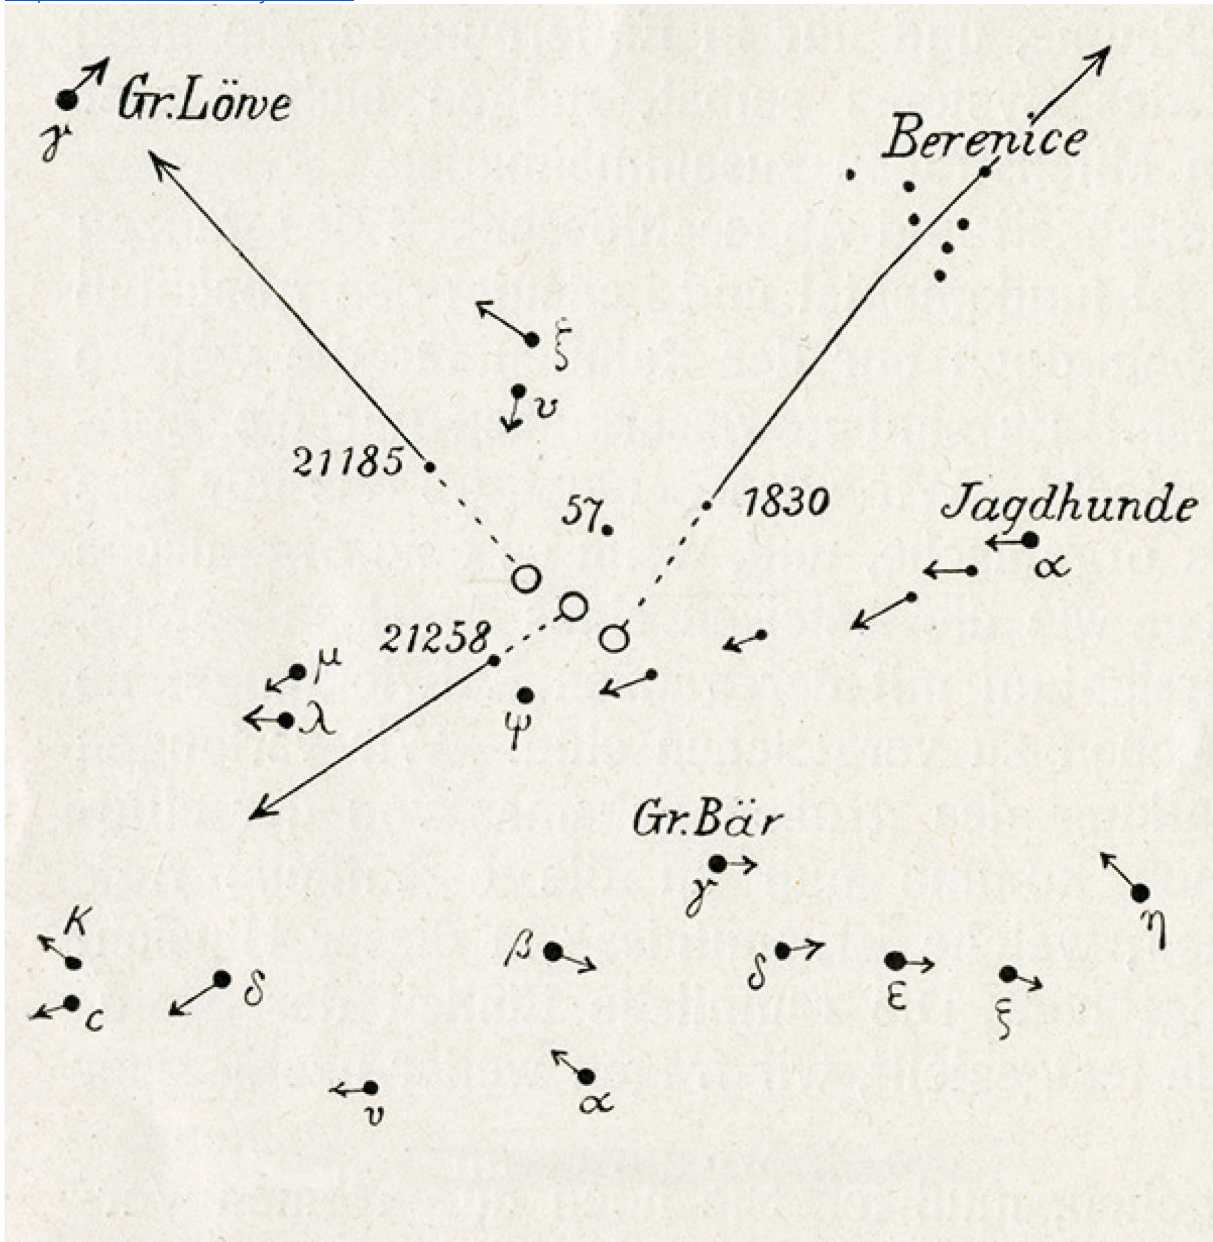 Gr.Löwe
γ
Berenice
ξ
υ
21185
57.
1830
Jagdhunde
α
21258
μ
λ
ψ
Gr.Bär
γ
η
κ
β
δ
δ
ε
ξ
c
υ
α